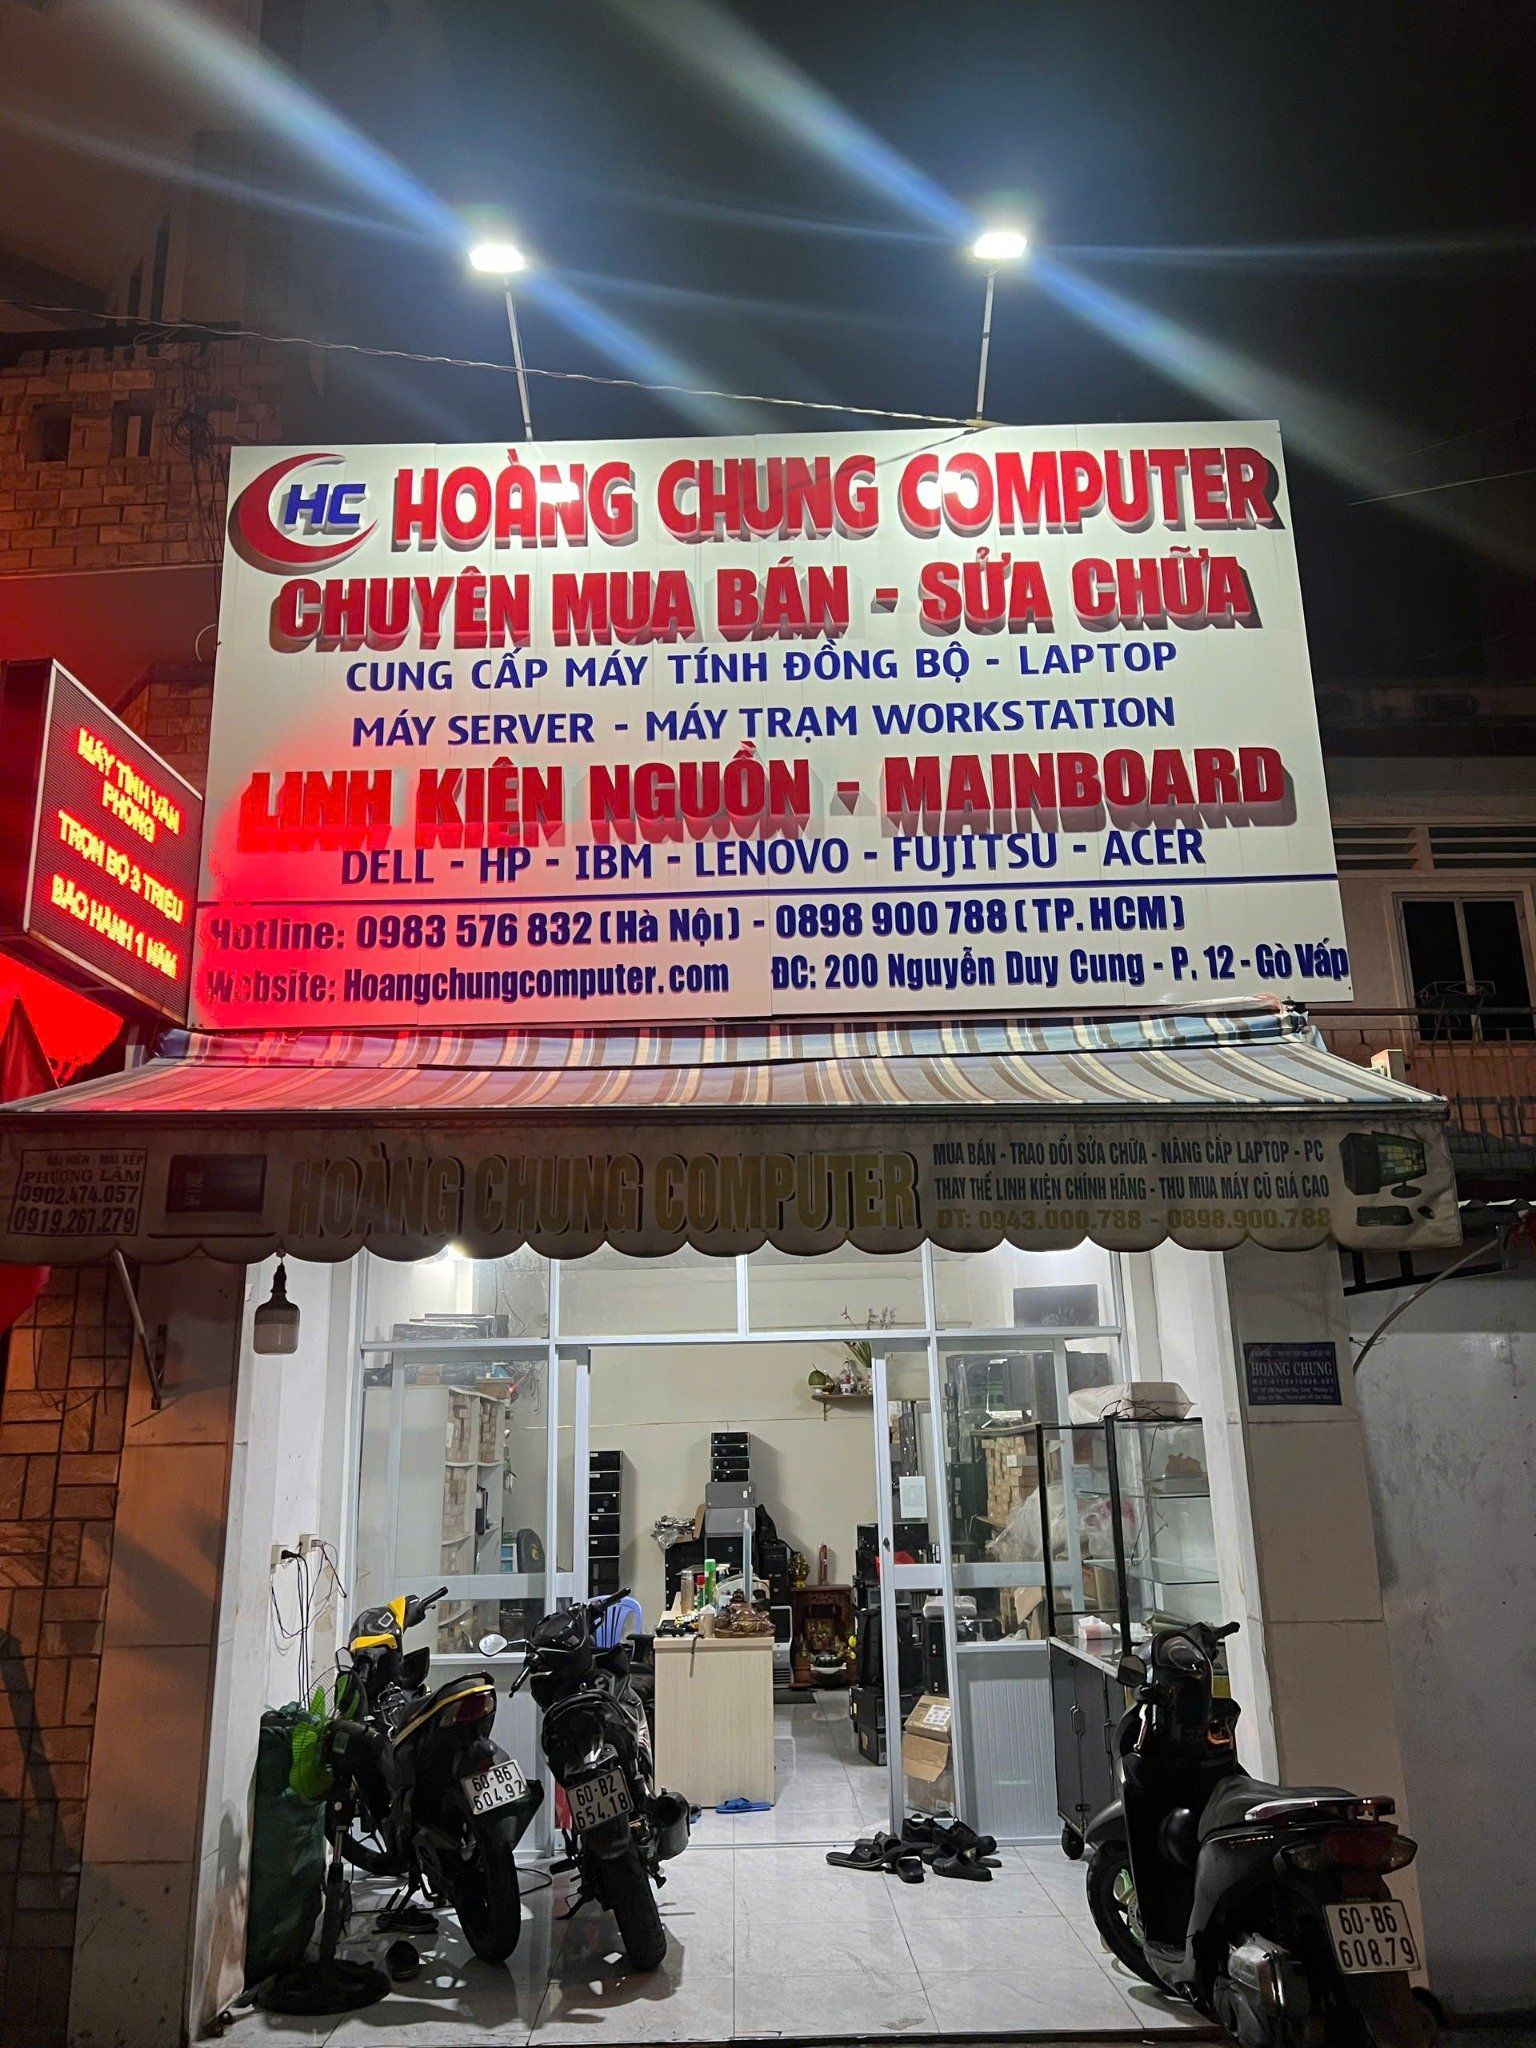 HC HOÀNG CHUNG COMPUTER
CHUYÊN MUA BÁN - SỬA CHỮA
CUNG CẤP MÁY TÍNH ĐỒNG BỘ - LAPTOP
MÁY SERVER - MÁY TRẠM WORKSTATION
LINH KIỆN NGUỒN - MAINBOARD
DELL - HP - IBM - LENOVO - FUJITSU - ACER
Hotline: 0983 576 832 (Hà Nội) - 0898 900 788 (TP. HCM)
Website: Hoangchungcomputer.com ĐC: 200 Nguyễn Duy Cung - P. 12 - Gò Vấp
MÁY TÍNH VĂN
PHÒNG
TRỌN BỘ 3 TRIỆU
BẢO HÀNH 1 NĂM
MÁI HIÊN - MÁI XẾP
PHƯƠNG LÂM
0902.474.057
0919.267.279
HOÀNG CHUNG COMPUTER
MUA BÁN - TRAO ĐỔI SỬA CHỮA - NÂNG CẤP LAPTOP - PC
THAY THẾ LINH KIỆN CHÍNH HÃNG - THU MUA MÁY CŨ GIÁ CAO
ĐT: 0943.000.788 - 0898.900.788
HOÀNG CHUNG
60-B6
604.92
60-B2
654.18
60-B6
608.79